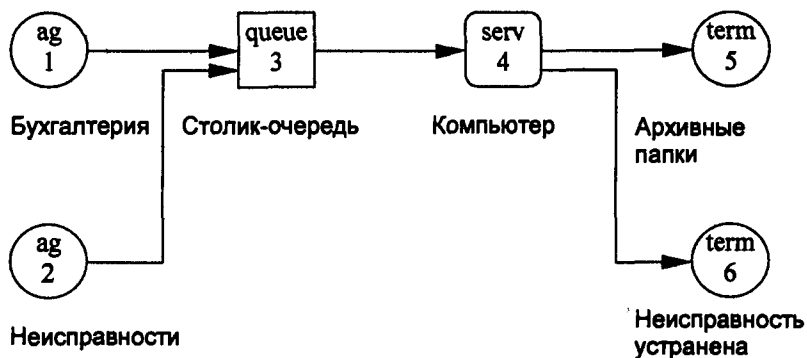 ag
1
queue
3
serv
4
term
5
Бухгалтерия
Столик-очередь
Компьютер
Архивные
папки
ag
2
term
6
Неисправности
Неисправность
устранена